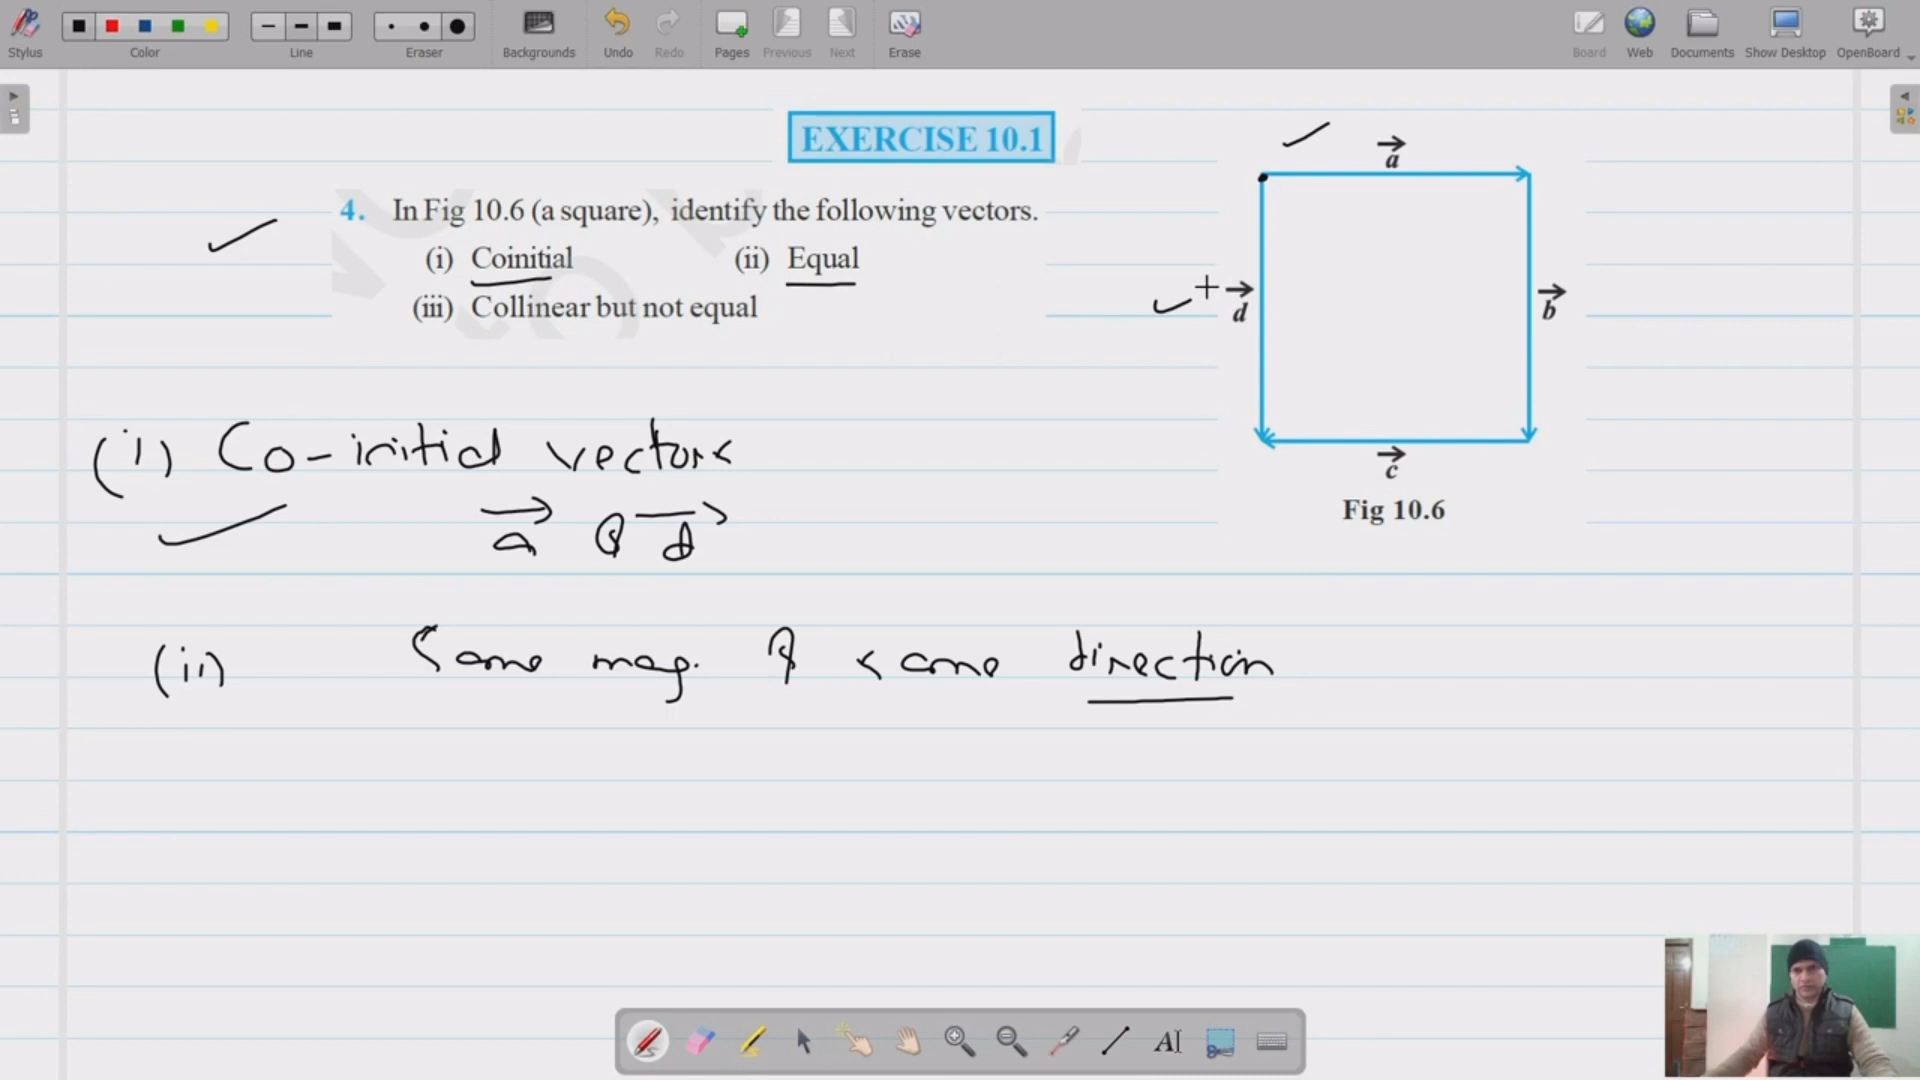 Stylus Color Line Eraser Backgrounds Undo Redo Pages Previous Next Erase Board Web Documents Show Desktop OpenBoard
EXERCISE 10.1
4. In Fig 10.6 (a square), identify the following vectors.
(i) Coinitial (ii) Equal
(iii) Collinear but not equal
a
d
b
c
Fig 10.6
(i) Co-initial vectors
a & d
(ii) Same mag. & same direction